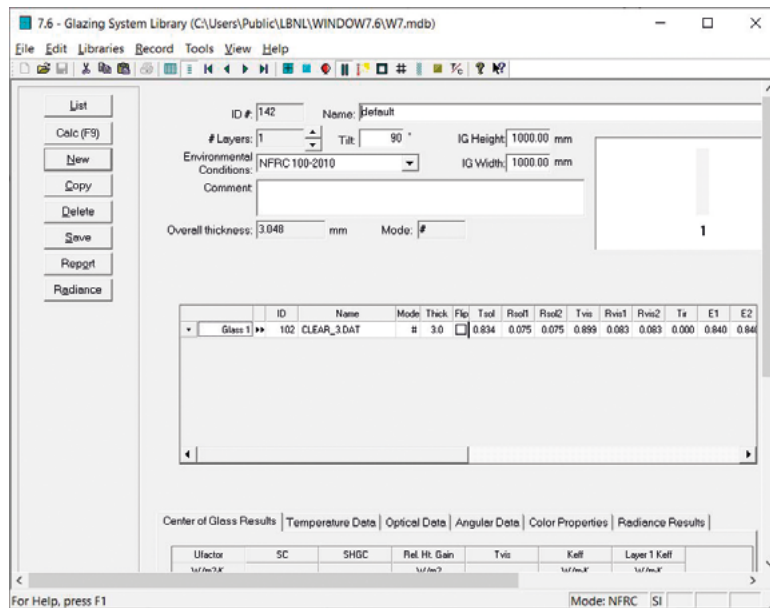 7.6 - Glazing System Library (C:\Users\Public\LBNL\WINDOW7.6\W7.mdb)
File Edit Libraries Record Tools View Help
List
Calc (F9)
New
Copy
Delete
Save
Report
Radiance
ID #: 142 Name: default
# Layers: 1 Tilt: 90 ° IG Height: 1000.00 mm
Environmental Conditions: NFRC 100-2010 IG Width: 1000.00 mm
Comment
Overall thickness: 3.048 mm Mode: #
1
ID Name Mode Thick Flip Tsol Rsol1 Rsol2 Tvis Rvis1 Rvis2 Tir E1 E2
Glass 1 102 CLEAR_3.DAT # 3.0 0.834 0.075 0.075 0.899 0.083 0.083 0.000 0.840 0.840
Center of Glass Results Temperature Data Optical Data Angular Data Color Properties Radiance Results
Ufactor SC SHGC Rel. Ht. Gain Tvis Keff Layer 1 Keff
W/m2-K W/m2 W/m-K W/m-K
For Help, press F1 Mode: NFRC SI